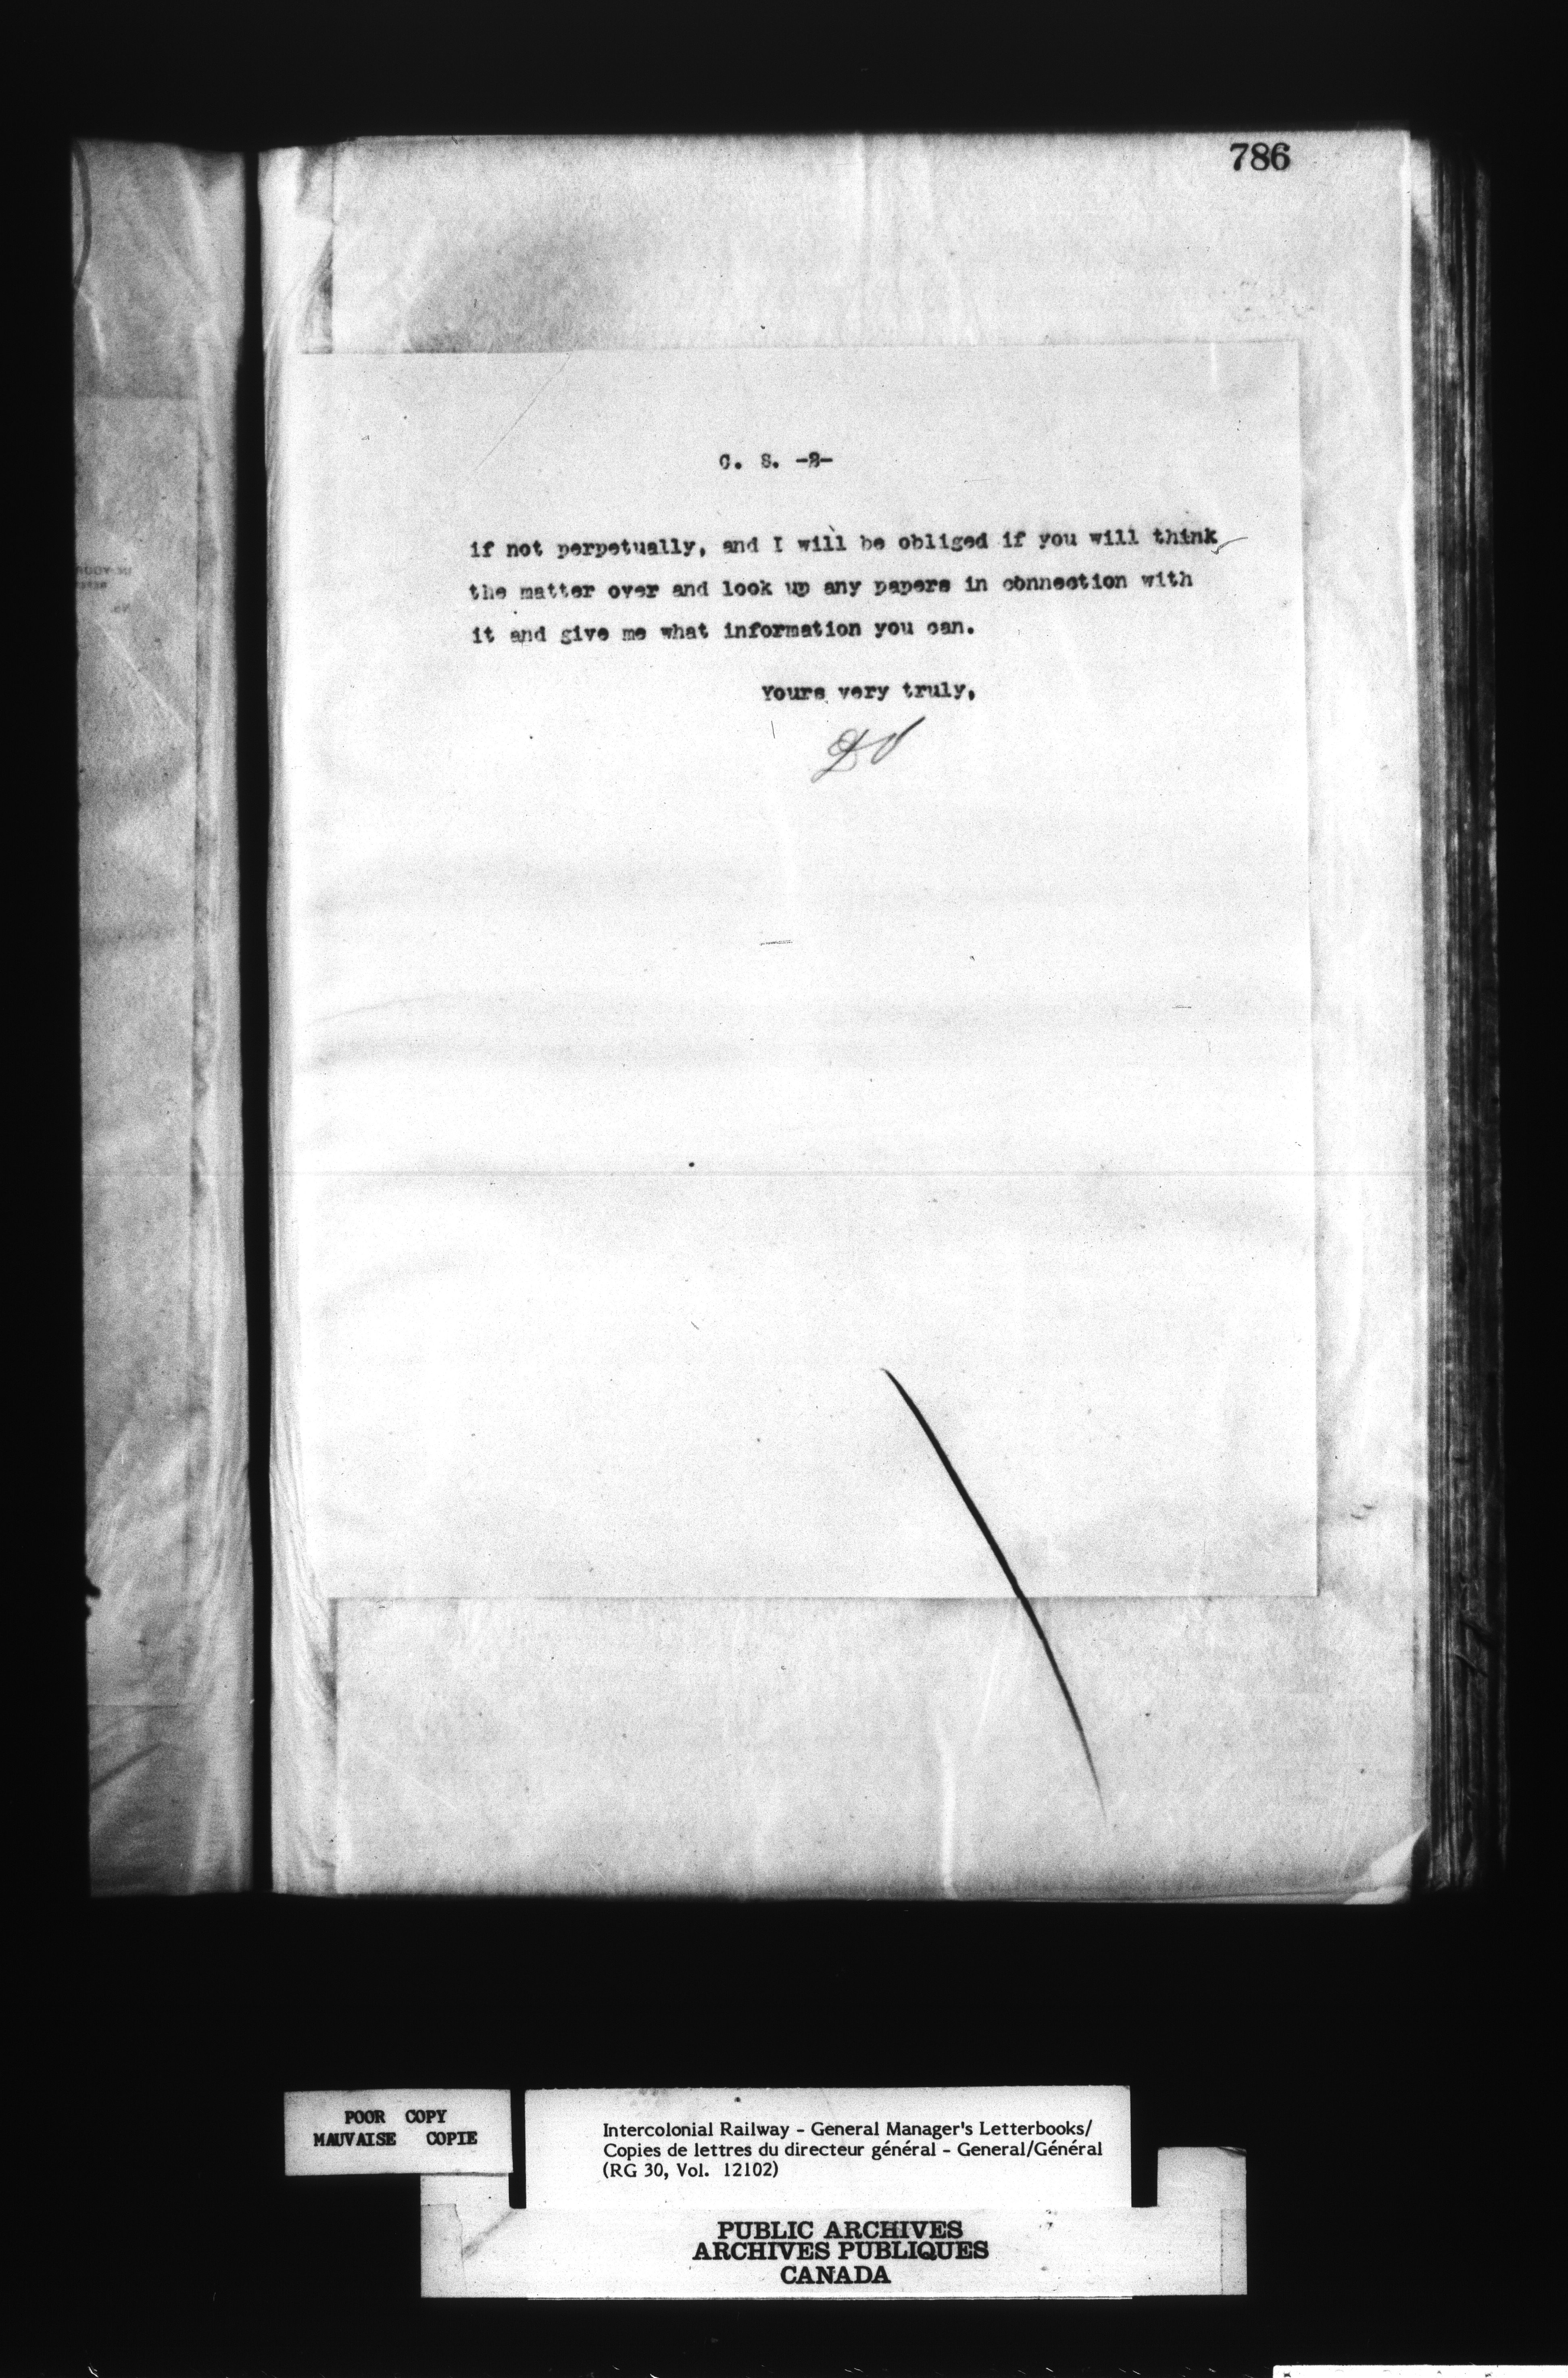 786
C. S. -2-
if not perpetually, and I will be obliged if you will think
the matter over and look up any papers in connection with
it and give me what information you can.
Yours very truly,
POOR COPY
MAUVAISE COPIE
Intercolonial Railway - General Manager's Letterbooks/
Copies de lettres du directeur général - General/Général
(RG 30, Vol. 12102)
PUBLIC ARCHIVES
ARCHIVES PUBLIQUES
CANADA